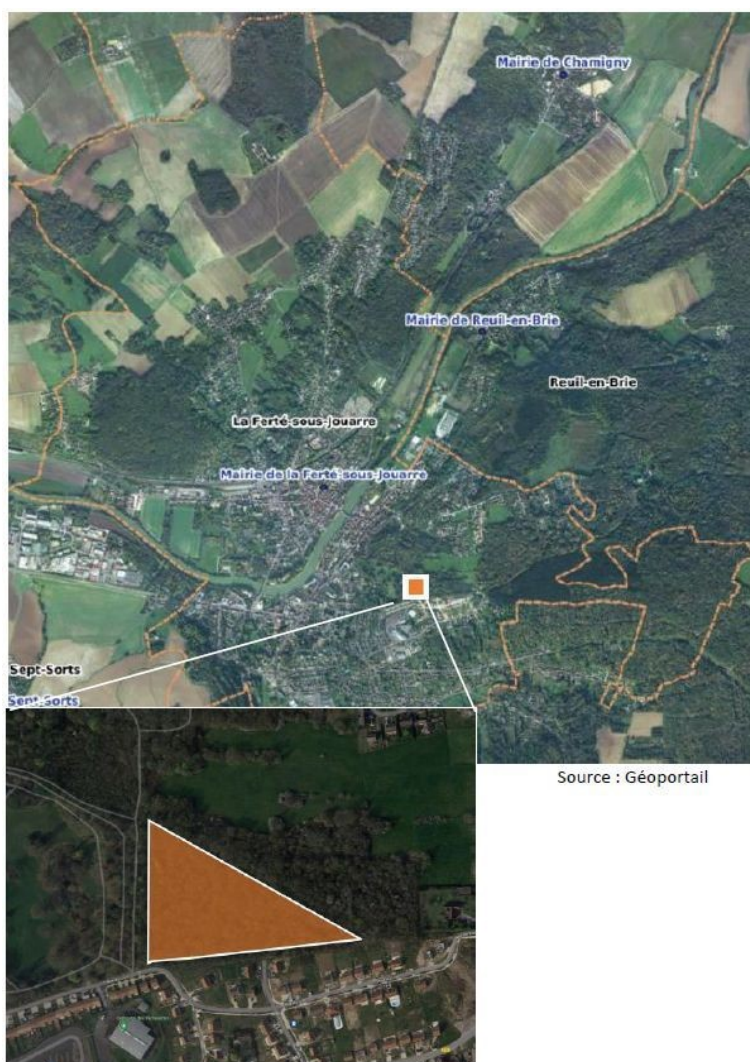 Mairie de Chamigny
Mairie de Reuil-en-Brie
Reuil-en-Brie
La Ferté-sous-Jouarre
Mairie de la Ferté-sous-Jouarre
Sept-Sorts
Sept-Sorts
Source : Géoportail